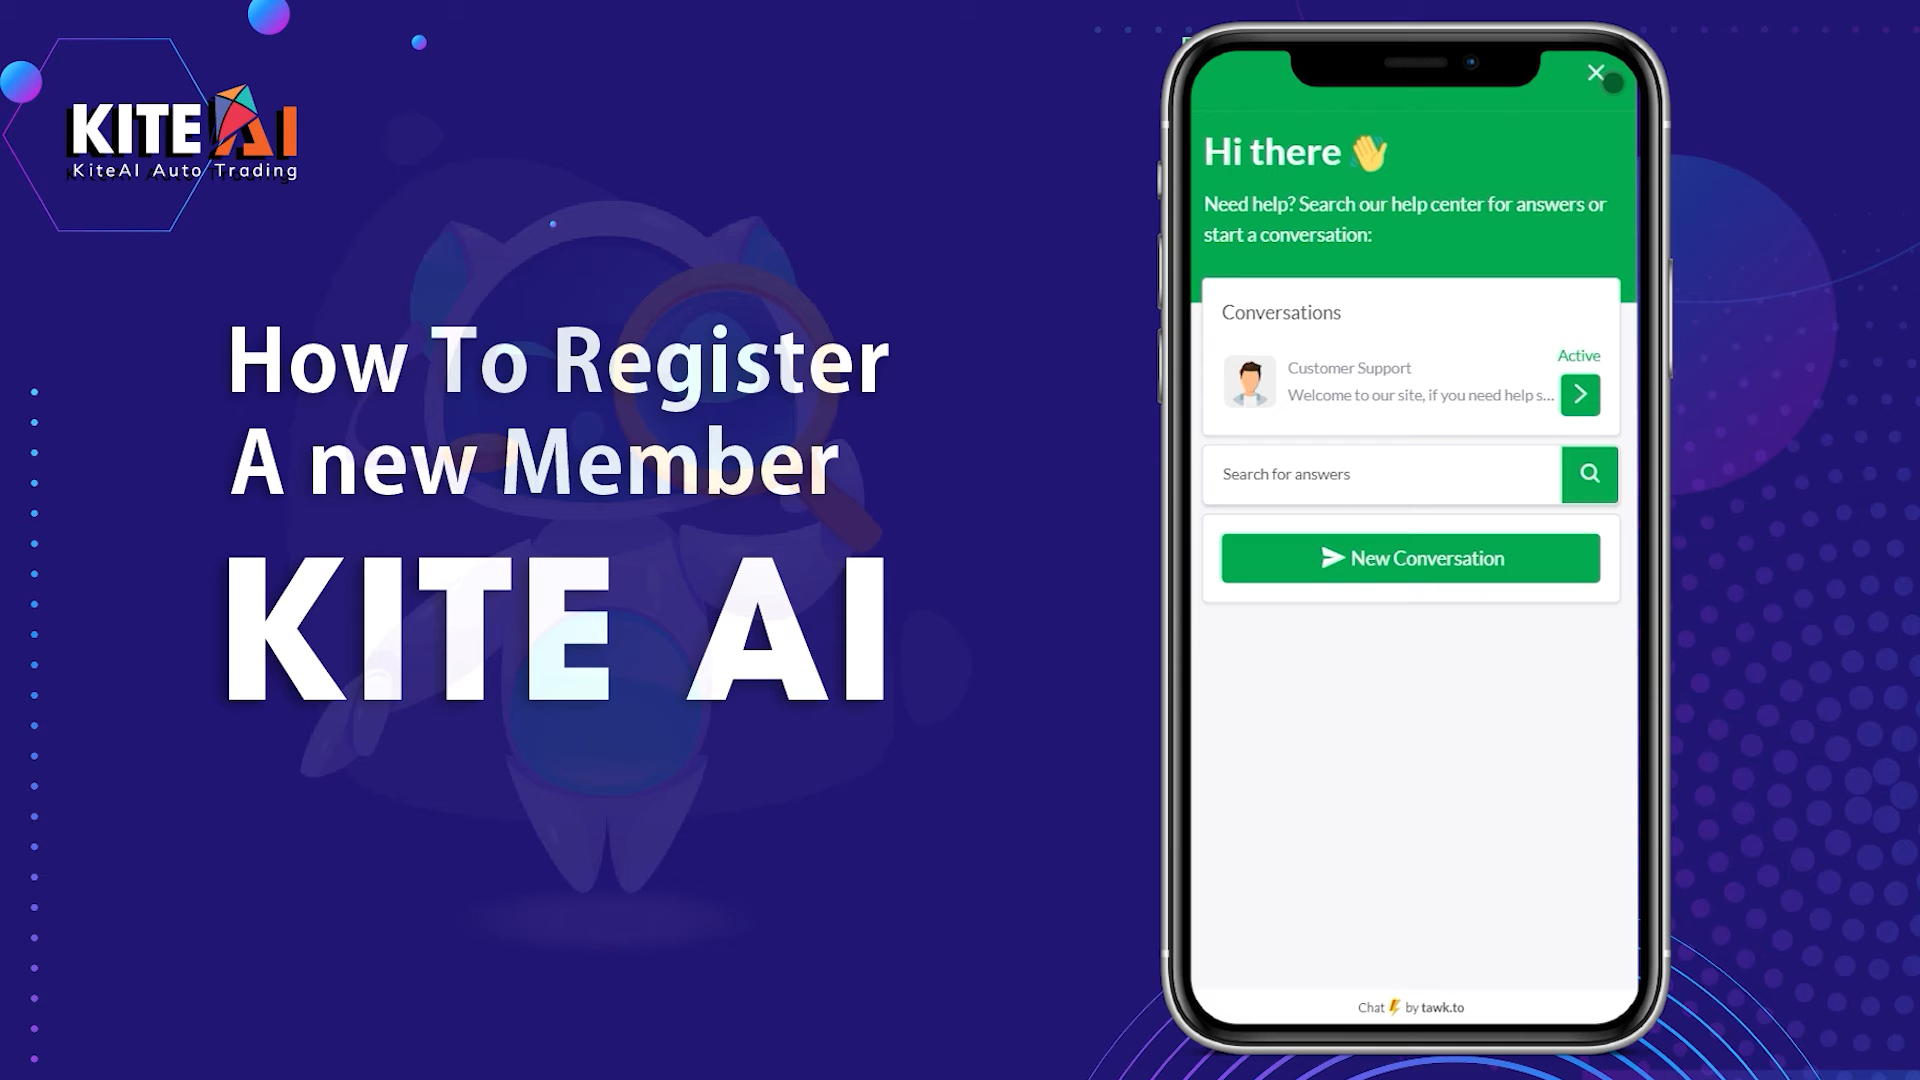 KITE AI
KiteAI Auto Trading
How To Register
A new Member
KITE AI
Hi there
Need help? Search our help center for answers or
start a conversation:
Conversations
Active
Customer Support
Welcome to our site, if you need help s...
Search for answers
New Conversation
Chat by tawk.to